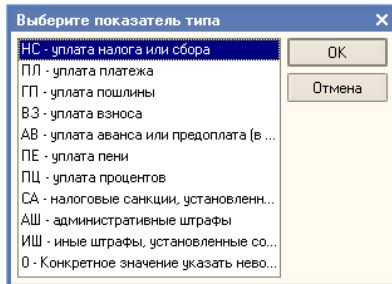 Выберите показатель типа
НС - уплата налога или сбора
ПЛ - уплата платежа
ГП - уплата пошлины
ВЗ - уплата взноса
АВ - уплата аванса или предоплата (в ...
ПЕ - уплата пени
ПЦ - уплата процентов
СА - налоговые санкции, установленн...
АШ - административные штрафы
ИШ - иные штрафы, установленные со...
0 - Конкретное значение указать нево...
OK
Отмена